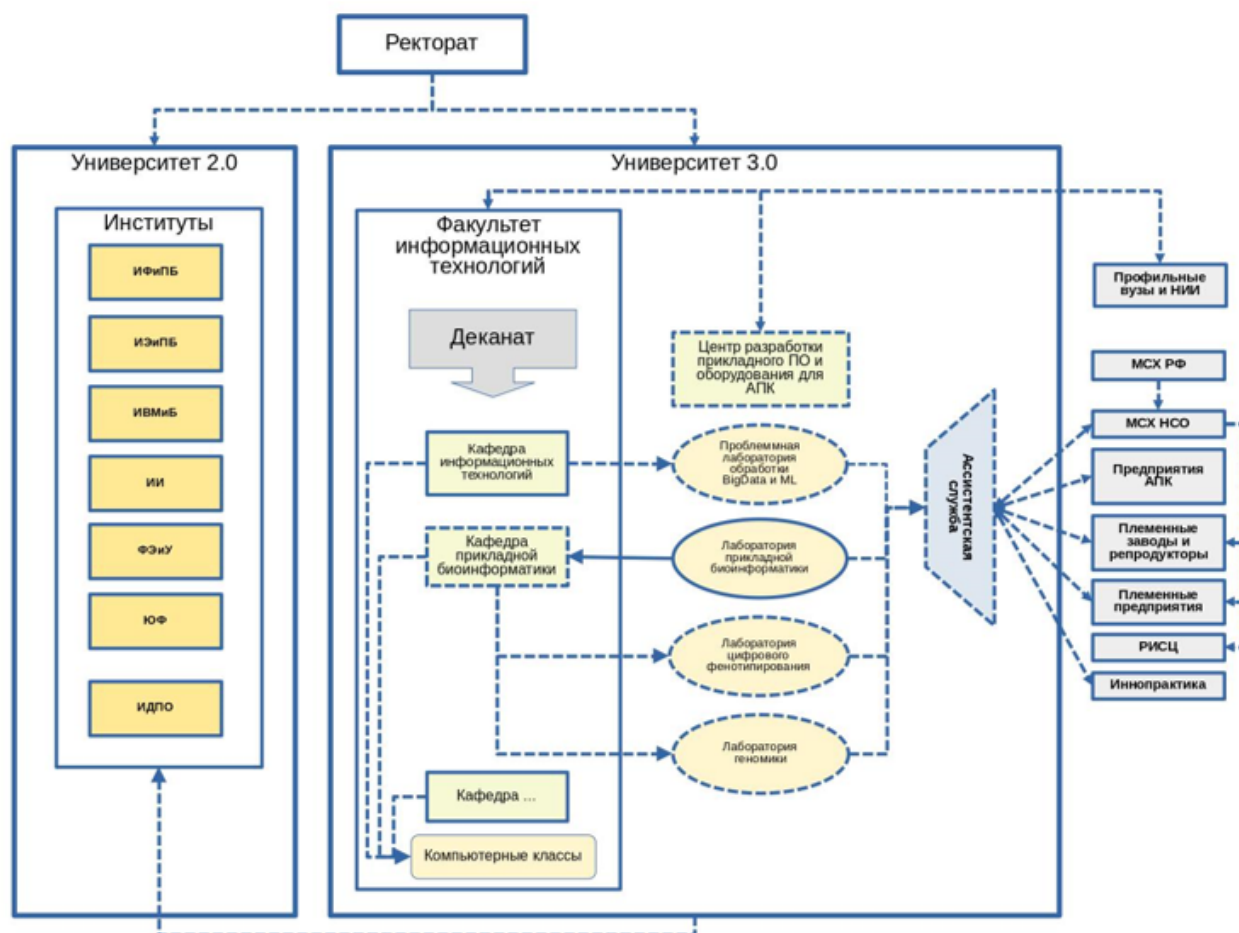 Ректорат
Университет 2.0
Институты
ИФиПБ
ИЭиПБ
ИВМиБ
ИИ
ФЭиУ
ЮФ
ИДПО
Университет 3.0
Факультет
информационных
технологий
Деканат
Кафедра
информационных
технологий
Кафедра
прикладной
биоинформатики
Кафедра ...
Компьютерные классы
Центр разработки
прикладного ПО и
оборудования для
АПК
Проблеммная
лаборатория
обработки
BigData и ML
Лаборатория
прикладной
биоинформатики
Лаборатория
цифрового
фенотипирования
Лаборатория
геномики
Ассистентская
служба
Профильные
вузы и НИИ
МСХ РФ
МСХ НСО
Предприятия
АПК
Племенные
заводы и
репродукторы
Племенные
предприятия
РИСЦ
Иннопрактика